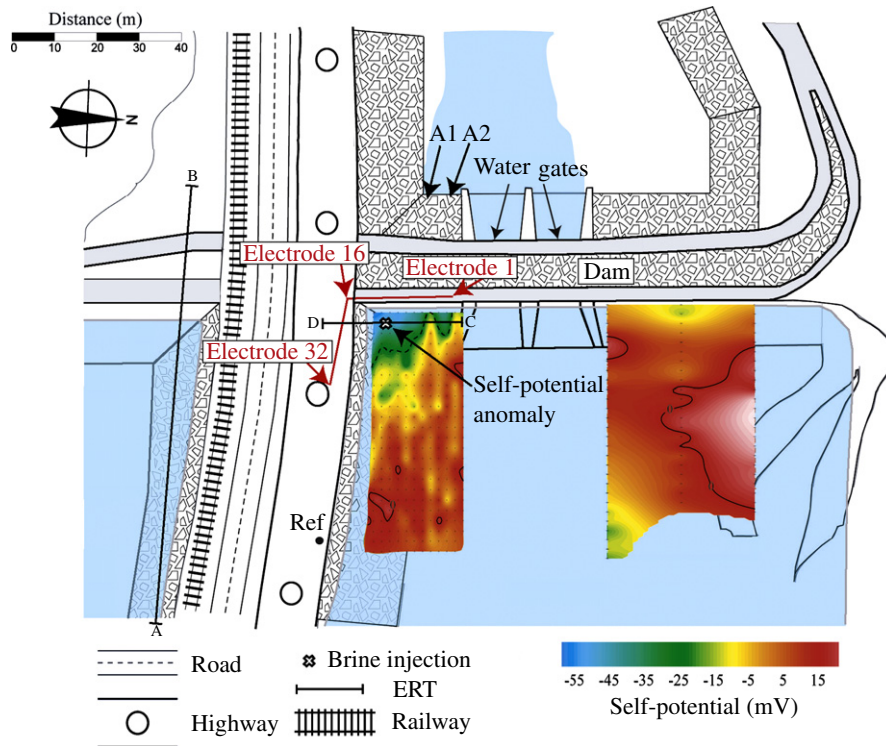 Distance (m)
0 10 20 30 40
N
A1 A2
Water gates
B
Electrode 16
Electrode 1
Dam
D
C
Electrode 32
Self-potential
anomaly
Ref
A
Road
Brine injection
ERT
Highway
Railway
-55 -45 -35 -25 -15 -5 5 15
Self-potential (mV)